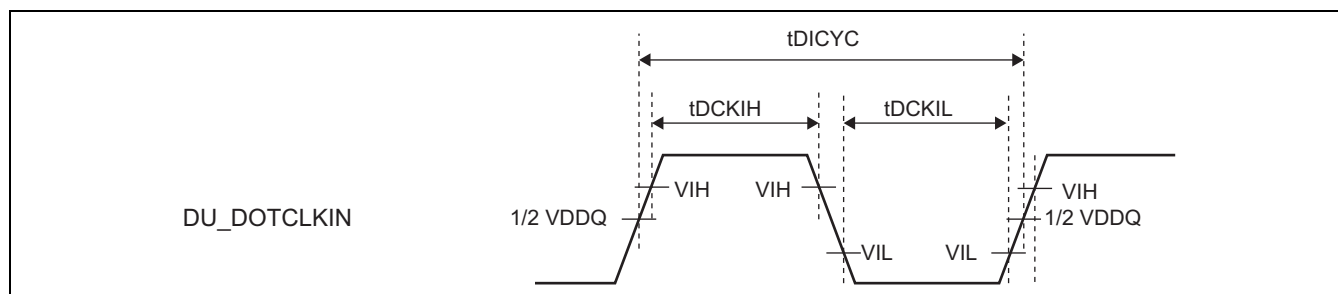 tDICYC
tDCKIH tDCKIL
VIH VIH VIH
DU_DOTCLKIN 1/2 VDDQ 1/2 VDDQ
VIL VIL